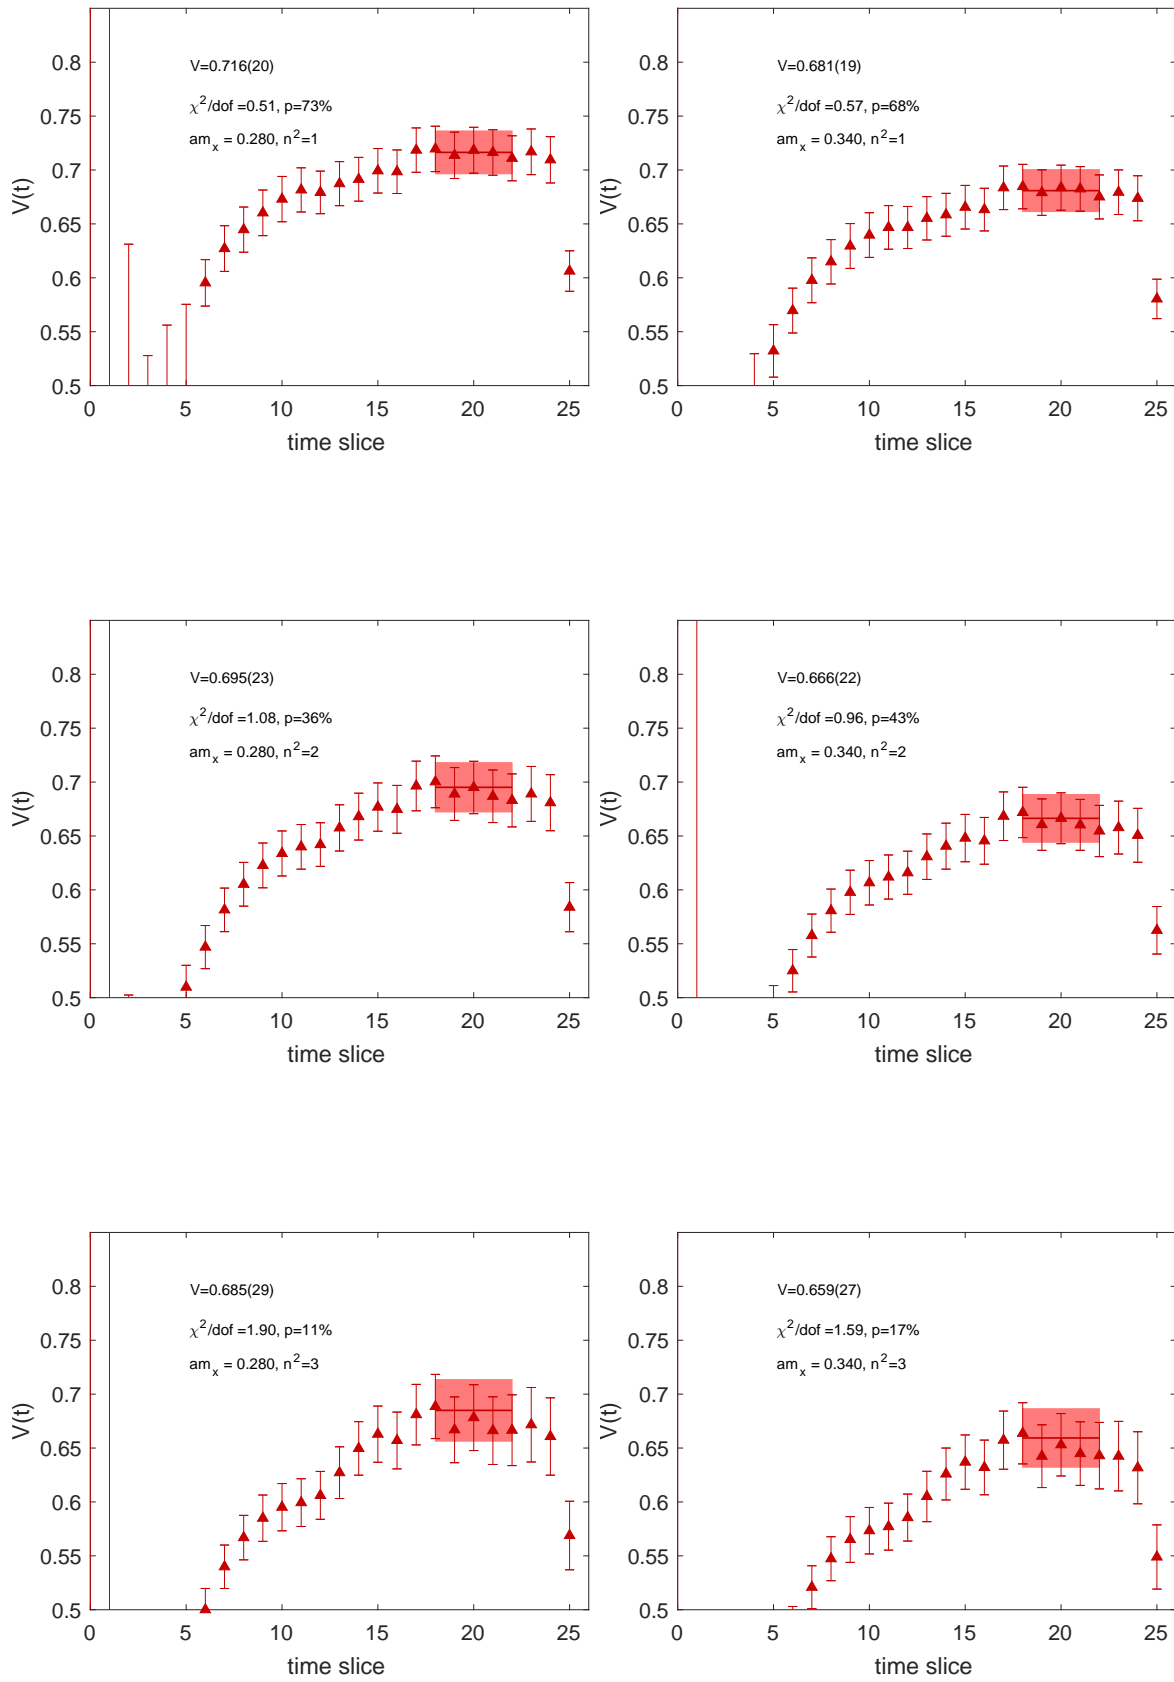 V=0.716(20)
χ²/dof =0.51, p=73%
amₓ = 0.280, n²=1
V(t)
0.8
0.75
0.7
0.65
0.6
0.55
0.5
0 5 10 15 20 25
time slice
V=0.681(19)
χ²/dof =0.57, p=68%
amₓ = 0.340, n²=1
V(t)
0.8
0.75
0.7
0.65
0.6
0.55
0.5
0 5 10 15 20 25
time slice
V=0.695(23)
χ²/dof =1.08, p=36%
amₓ = 0.280, n²=2
V(t)
0.8
0.75
0.7
0.65
0.6
0.55
0.5
0 5 10 15 20 25
time slice
V=0.666(22)
χ²/dof =0.96, p=43%
amₓ = 0.340, n²=2
V(t)
0.8
0.75
0.7
0.65
0.6
0.55
0.5
0 5 10 15 20 25
time slice
V=0.685(29)
χ²/dof =1.90, p=11%
amₓ = 0.280, n²=3
V(t)
0.8
0.75
0.7
0.65
0.6
0.55
0.5
0 5 10 15 20 25
time slice
V=0.659(27)
χ²/dof =1.59, p=17%
amₓ = 0.340, n²=3
V(t)
0.8
0.75
0.7
0.65
0.6
0.55
0.5
0 5 10 15 20 25
time slice